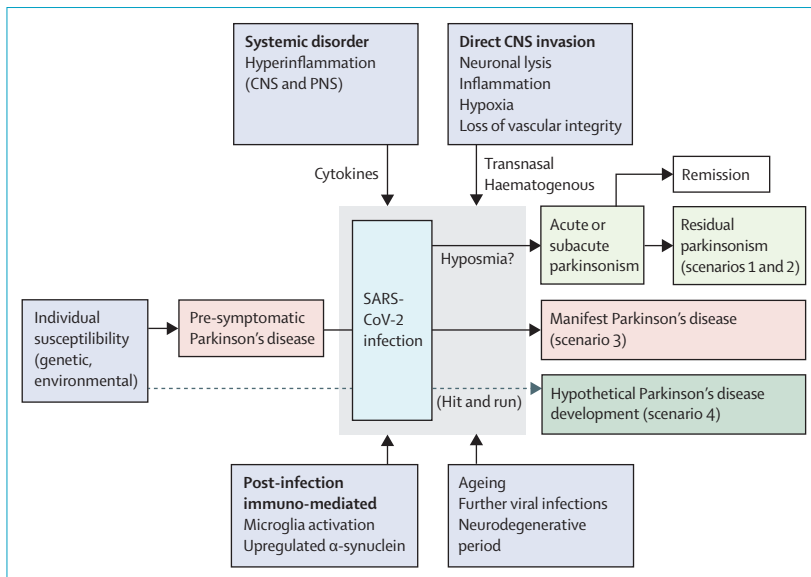 Systemic disorder
Hyperinflammation
(CNS and PNS)
Direct CNS invasion
Neuronal lysis
Inflammation
Hypoxia
Loss of vascular integrity
Cytokines
Transnasal
Haematogenous
Remission
Acute or
subacute
parkinsonism
Residual
parkinsonism
(scenarios 1 and 2)
Hyposmia?
SARS-
CoV-2
infection
Individual
susceptilibity
(genetic,
environmental)
Pre-symptomatic
Parkinson's disease
Manifest Parkinson's disease
(scenario 3)
(Hit and run)
Hypothetical Parkinson's disease
development (scenario 4)
Post-infection
immuno-mediated
Microglia activation
Upregulated α-synuclein
Ageing
Further viral infections
Neurodegenerative
period